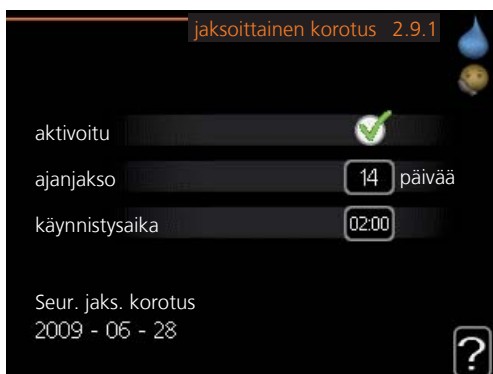 jaksoittainen korotus 2.9.1
aktivoitu
ajanjakso 14 päivää
käynnistysaika 02:00
Seur. jaks. korotus
2009 - 06 - 28
?